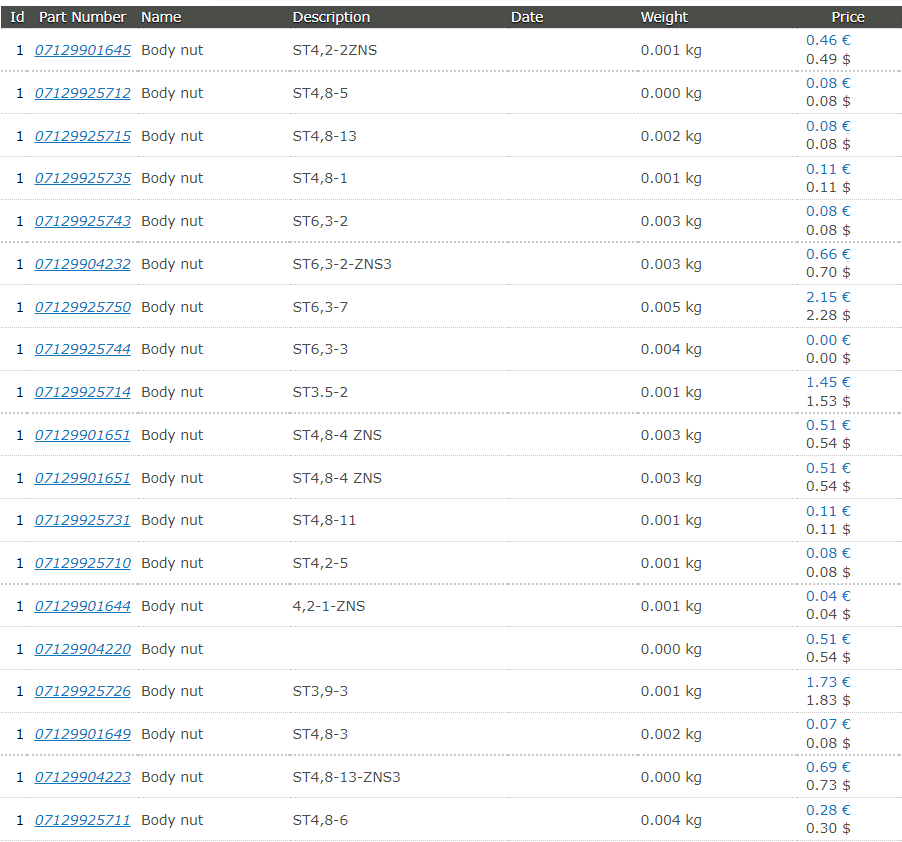 Id Part Number Name Description Date Weight Price
1 07129901645 Body nut ST4,2-2ZNS 0.001 kg 0.46 €
0.49 $
1 07129925712 Body nut ST4,8-5 0.000 kg 0.08 €
0.08 $
1 07129925715 Body nut ST4,8-13 0.002 kg 0.08 €
0.08 $
1 07129925735 Body nut ST4,8-1 0.001 kg 0.11 €
0.11 $
1 07129925743 Body nut ST6,3-2 0.003 kg 0.08 €
0.08 $
1 07129904232 Body nut ST6,3-2-ZNS3 0.003 kg 0.66 €
0.70 $
1 07129925750 Body nut ST6,3-7 0.005 kg 2.15 €
2.28 $
1 07129925744 Body nut ST6,3-3 0.004 kg 0.00 €
0.00 $
1 07129925714 Body nut ST3.5-2 0.001 kg 1.45 €
1.53 $
1 07129901651 Body nut ST4,8-4 ZNS 0.003 kg 0.51 €
0.54 $
1 07129901651 Body nut ST4,8-4 ZNS 0.003 kg 0.51 €
0.54 $
1 07129925731 Body nut ST4,8-11 0.001 kg 0.11 €
0.11 $
1 07129925710 Body nut ST4,2-5 0.001 kg 0.08 €
0.08 $
1 07129901644 Body nut 4,2-1-ZNS 0.001 kg 0.04 €
0.04 $
1 07129904220 Body nut 0.000 kg 0.51 €
0.54 $
1 07129925726 Body nut ST3,9-3 0.001 kg 1.73 €
1.83 $
1 07129901649 Body nut ST4,8-3 0.002 kg 0.07 €
0.08 $
1 07129904223 Body nut ST4,8-13-ZNS3 0.000 kg 0.69 €
0.73 $
1 07129925711 Body nut ST4,8-6 0.004 kg 0.28 €
0.30 $